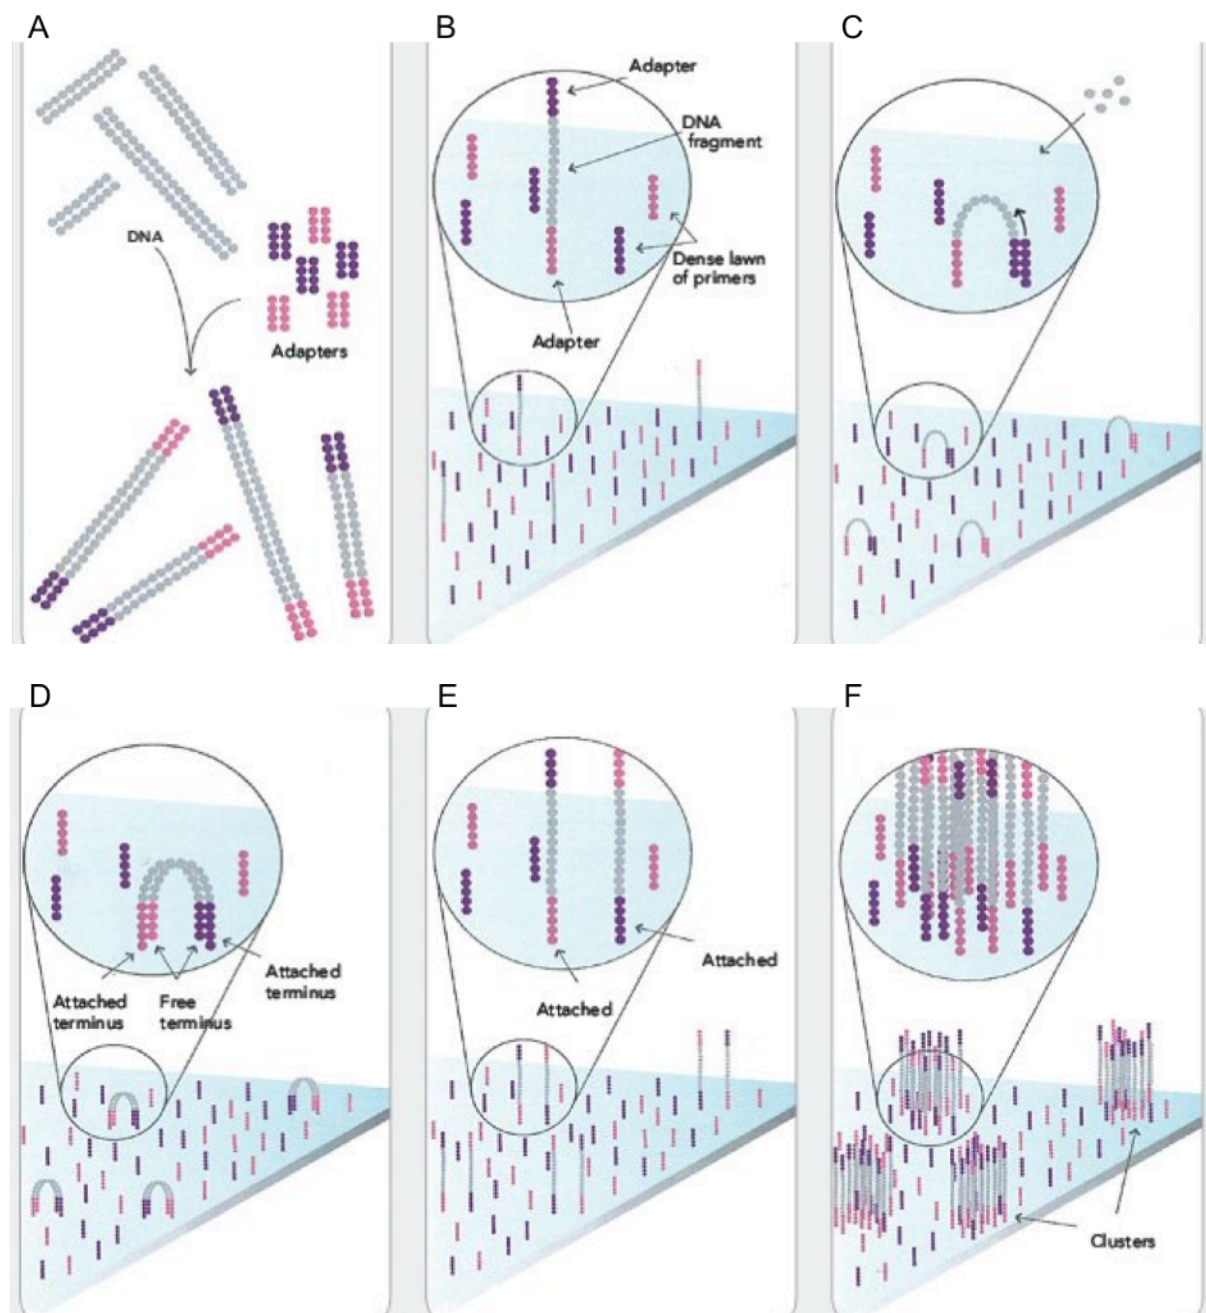 A
DNA
Adapters
B
Adapter
DNA
fragment
Dense lawn
of primers
Adapter
C
D
Attached
terminus
Free
terminus
Attached
terminus
E
Attached
Attached
F
Clusters